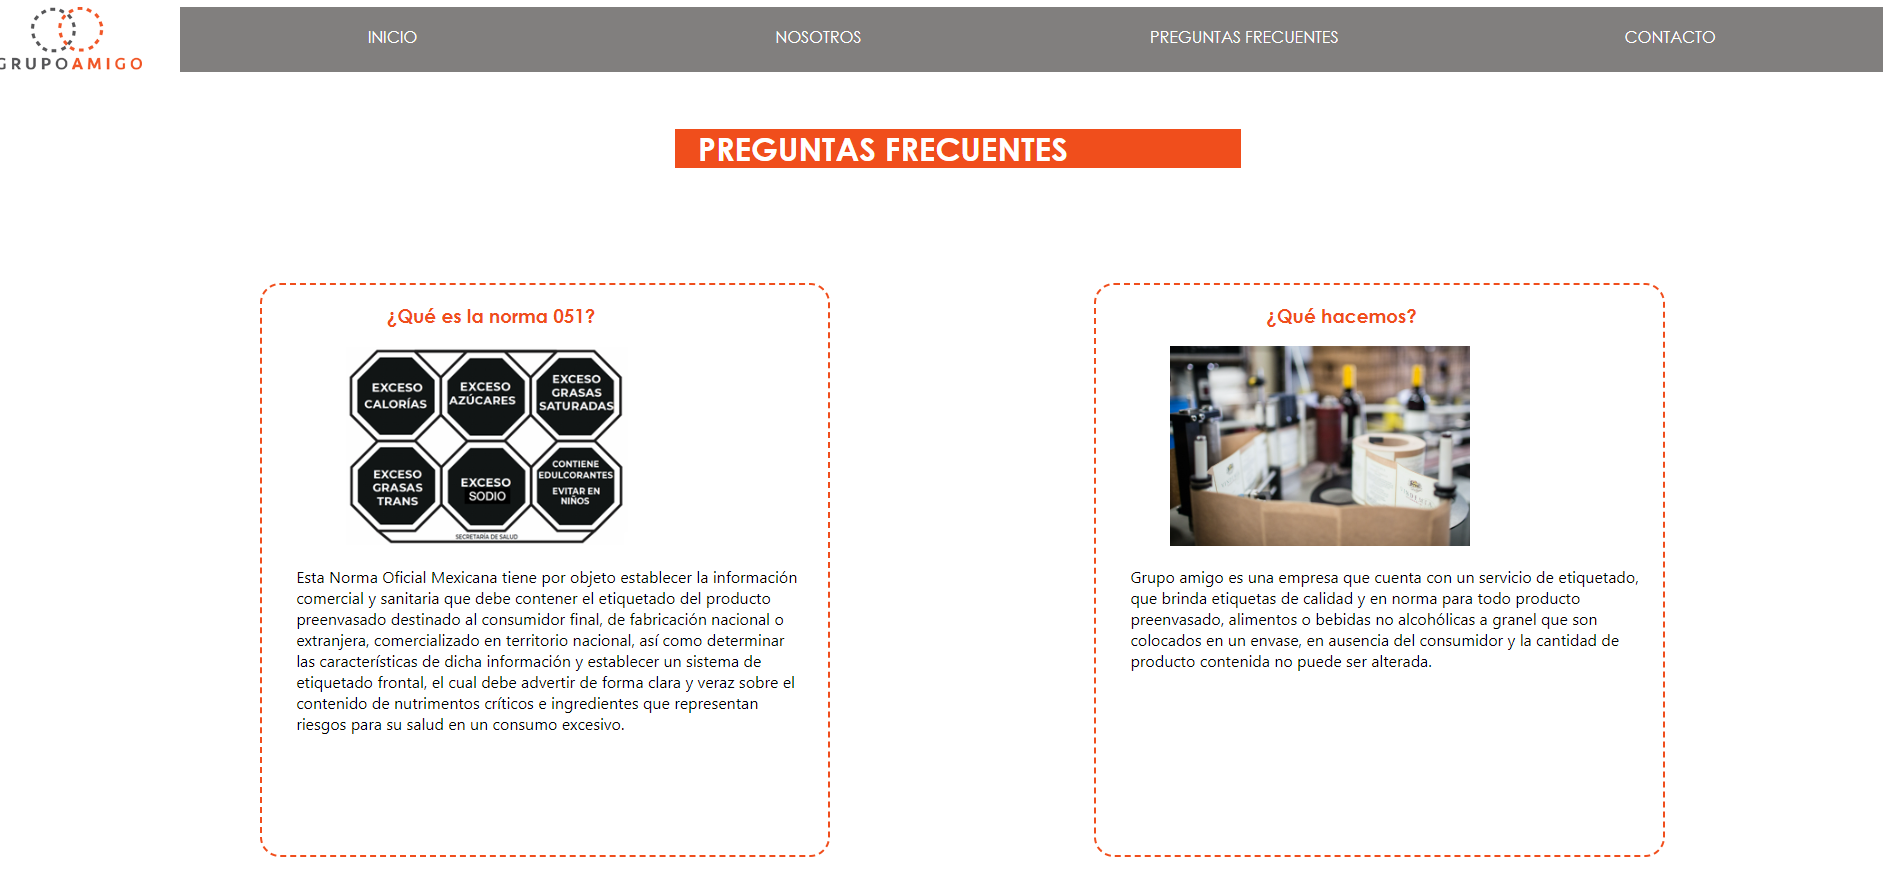 GRUPOAMIGO
INICIO
NOSOTROS
PREGUNTAS FRECUENTES
CONTACTO
PREGUNTAS FRECUENTES
¿Qué es la norma 051?
EXCESO
CALORÍAS
EXCESO
AZÚCARES
EXCESO
GRASAS
SATURADAS
EXCESO
GRASAS
TRANS
EXCESO
SODIO
CONTIENE
EDULCORANTES
EVITAR EN
NIÑOS
SECRETARÍA DE SALUD
Esta Norma Oficial Mexicana tiene por objeto establecer la información
comercial y sanitaria que debe contener el etiquetado del producto
preenvasado destinado al consumidor final, de fabricación nacional o
extranjera, comercializado en territorio nacional, así como determinar
las características de dicha información y establecer un sistema de
etiquetado frontal, el cual debe advertir de forma clara y veraz sobre el
contenido de nutrimentos críticos e ingredientes que representan
riesgos para su salud en un consumo excesivo.
¿Qué hacemos?
Grupo amigo es una empresa que cuenta con un servicio de etiquetado,
que brinda etiquetas de calidad y en norma para todo producto
preenvasado, alimentos o bebidas no alcohólicas a granel que son
colocados en un envase, en ausencia del consumidor y la cantidad de
producto contenida no puede ser alterada.